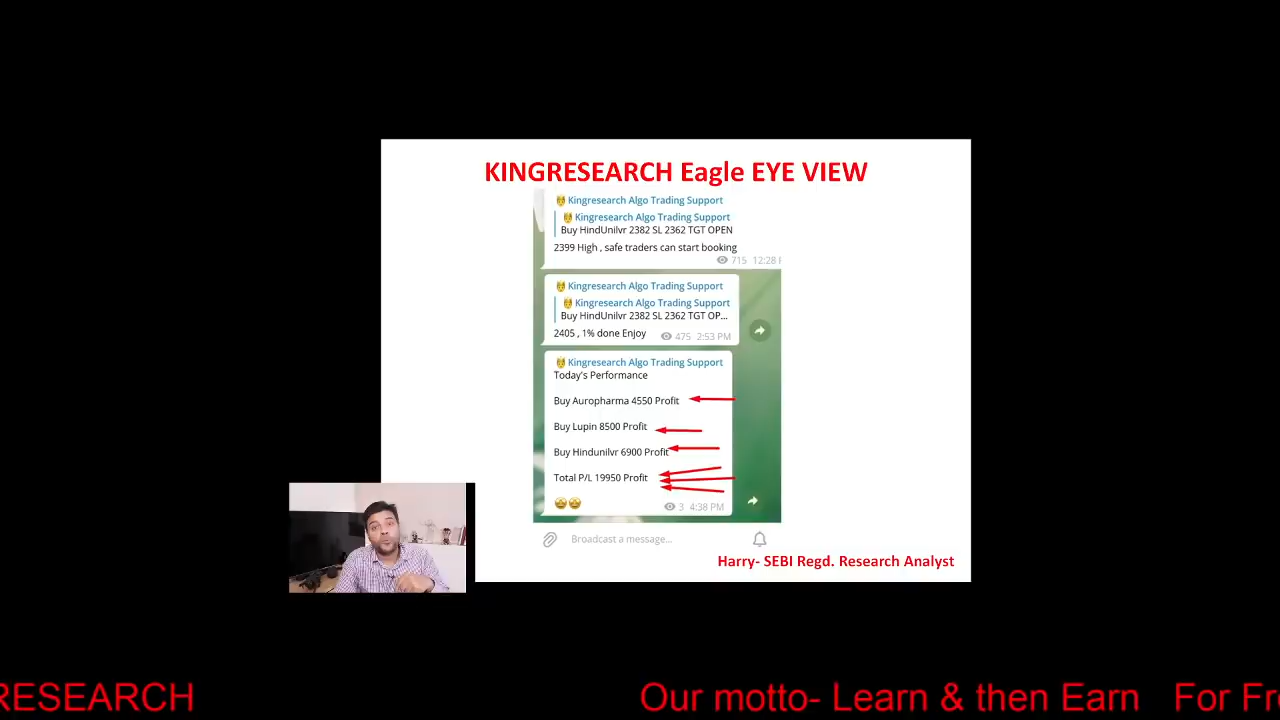 KINGRESEARCH Eagle EYE VIEW
Kingresearch Algo Trading Support
Kingresearch Algo Trading Support
Buy HindUnilvr 2382 SL 2362 TGT OPEN
2399 High , safe traders can start booking
715 12:28
Kingresearch Algo Trading Support
Kingresearch Algo Trading Support
Buy HindUnilvr 2382 SL 2362 TGT OP...
2405 , 1% done Enjoy
475 2:53 PM
Kingresearch Algo Trading Support
Today's Performance
Buy Auropharma 4550 Profit
Buy Lupin 8500 Profit
Buy Hindunilvr 6900 Profit
Total P/L 19950 Profit
3 4:38 PM
Broadcast a message...
Harry- SEBI Regd. Research Analyst
RESEARCH Our motto- Learn & then Earn For Fr